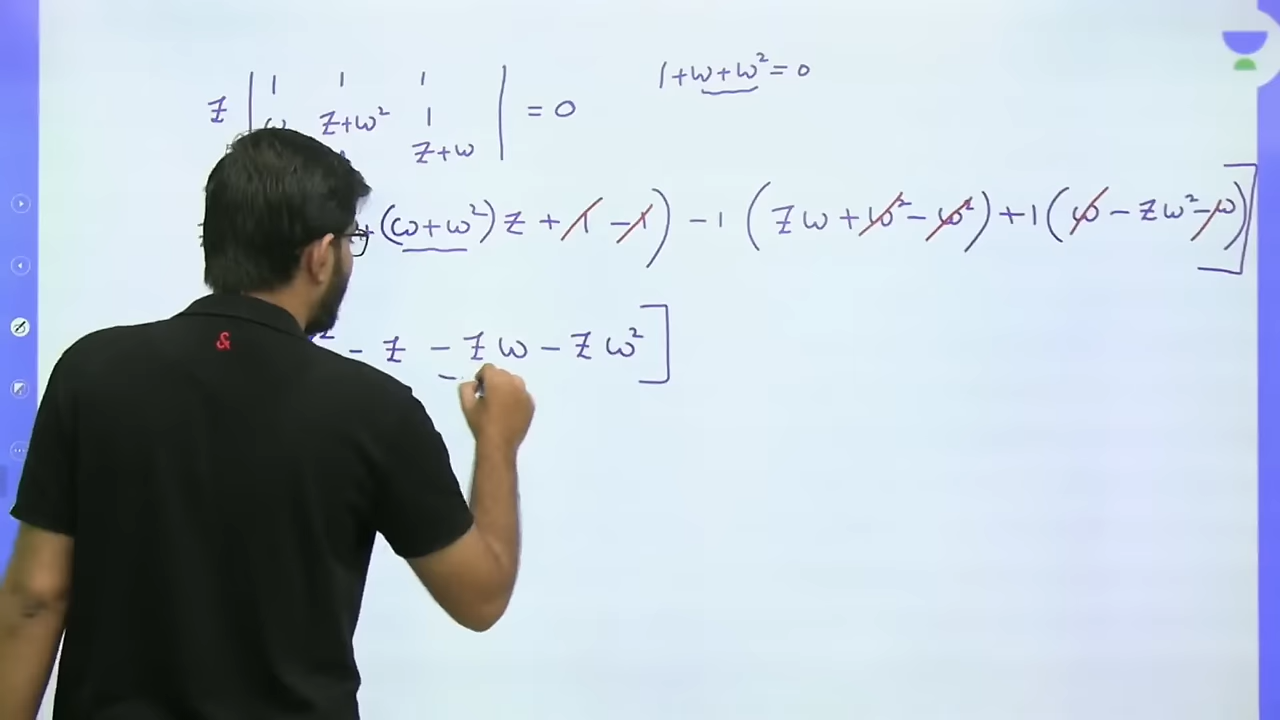 1 1 1 1+ω+ω²=0
Z | ω Z+ω² 1 | = 0
Z+ω
+(ω+ω²)Z+1-1) -1 (Zω+ω²-ω²)+1(ω-Zω²-ω)]
² - Z - Zω - Zω²]
&